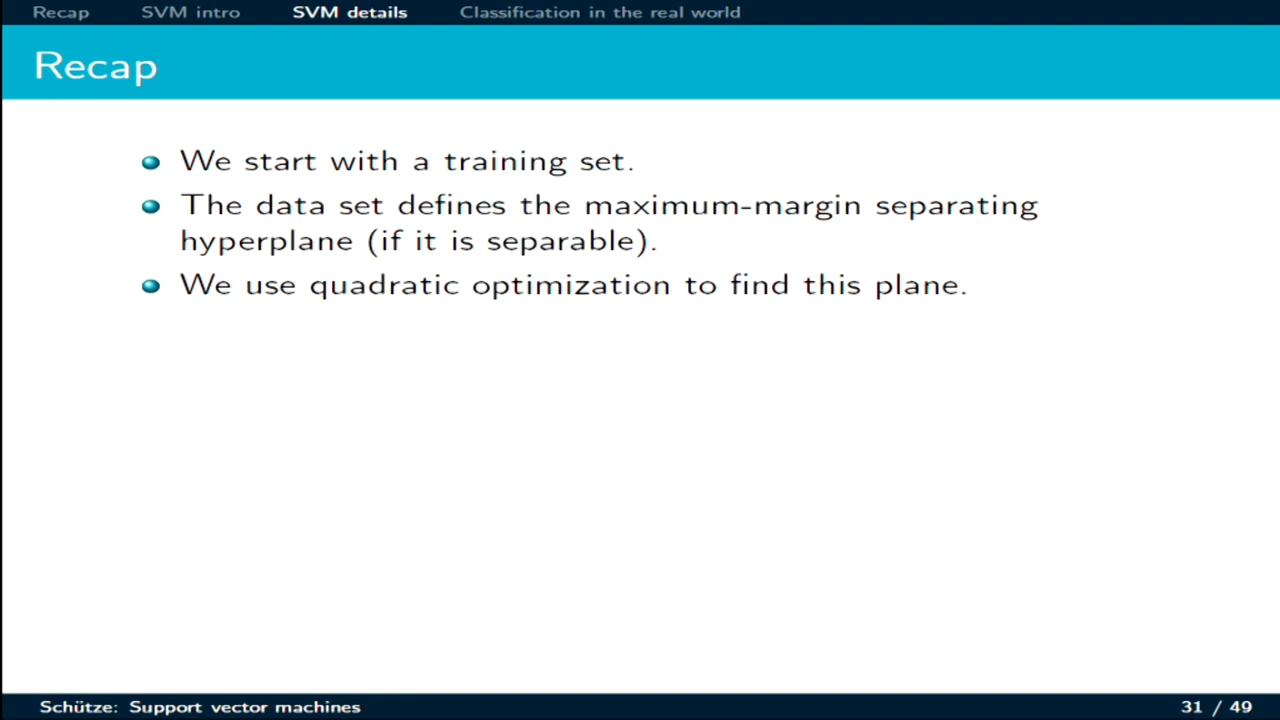 Recap SVM intro SVM details Classification in the real world
Recap
We start with a training set.
The data set defines the maximum-margin separating
hyperplane (if it is separable).
We use quadratic optimization to find this plane.
Schütze: Support vector machines 31 / 49